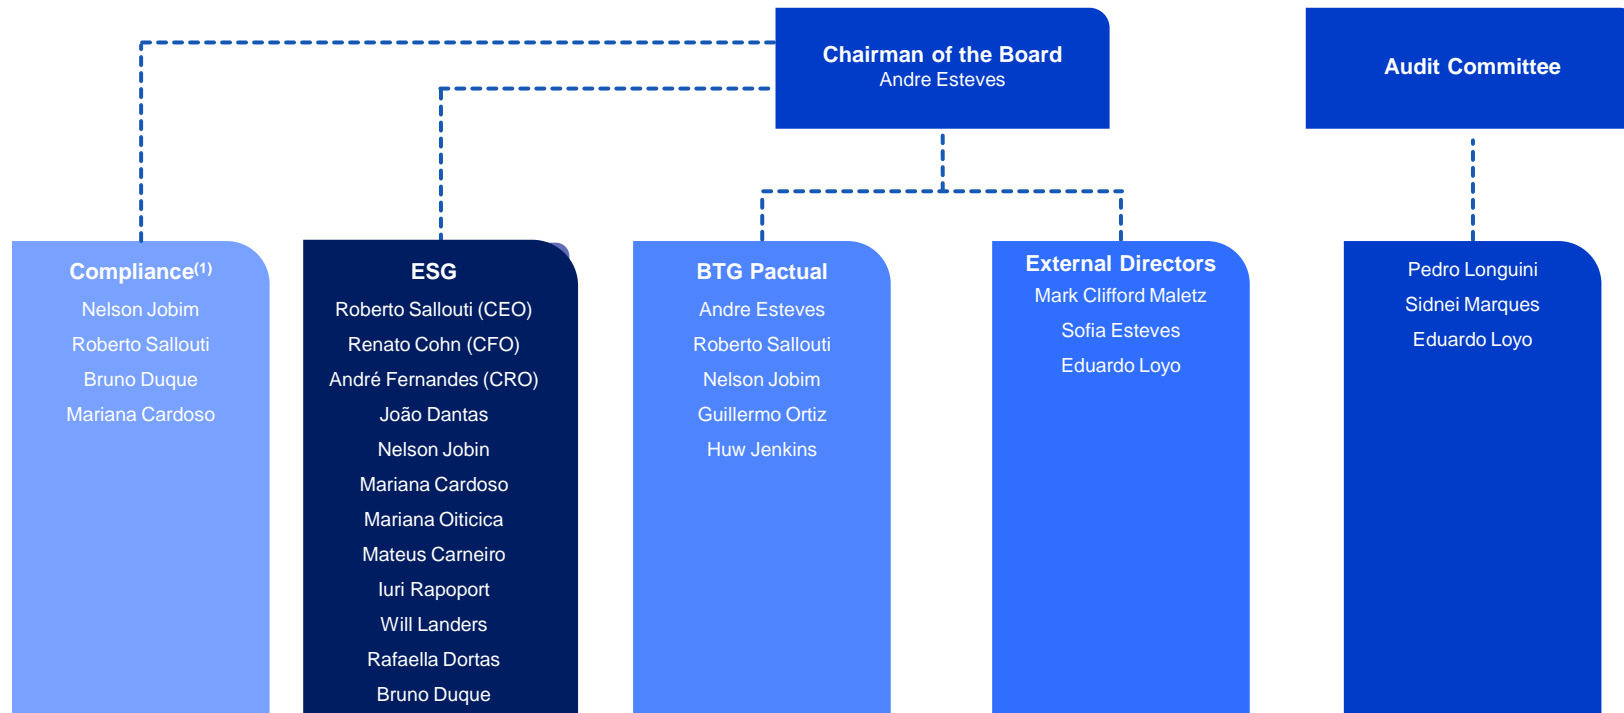 Chairman of the Board
Andre Esteves
Audit Committee
Compliance(1)
Nelson Jobim
Roberto Sallouti
Bruno Duque
Mariana Cardoso
ESG
Roberto Sallouti (CEO)
Renato Cohn (CFO)
André Fernandes (CRO)
João Dantas
Nelson Jobin
Mariana Cardoso
Mariana Oiticica
Mateus Carneiro
Iuri Rapoport
Will Landers
Rafaella Dortas
Bruno Duque
BTG Pactual
Andre Esteves
Roberto Sallouti
Nelson Jobim
Guillermo Ortiz
Huw Jenkins
External Directors
Mark Clifford Maletz
Sofia Esteves
Eduardo Loyo
Pedro Longuini
Sidnei Marques
Eduardo Loyo